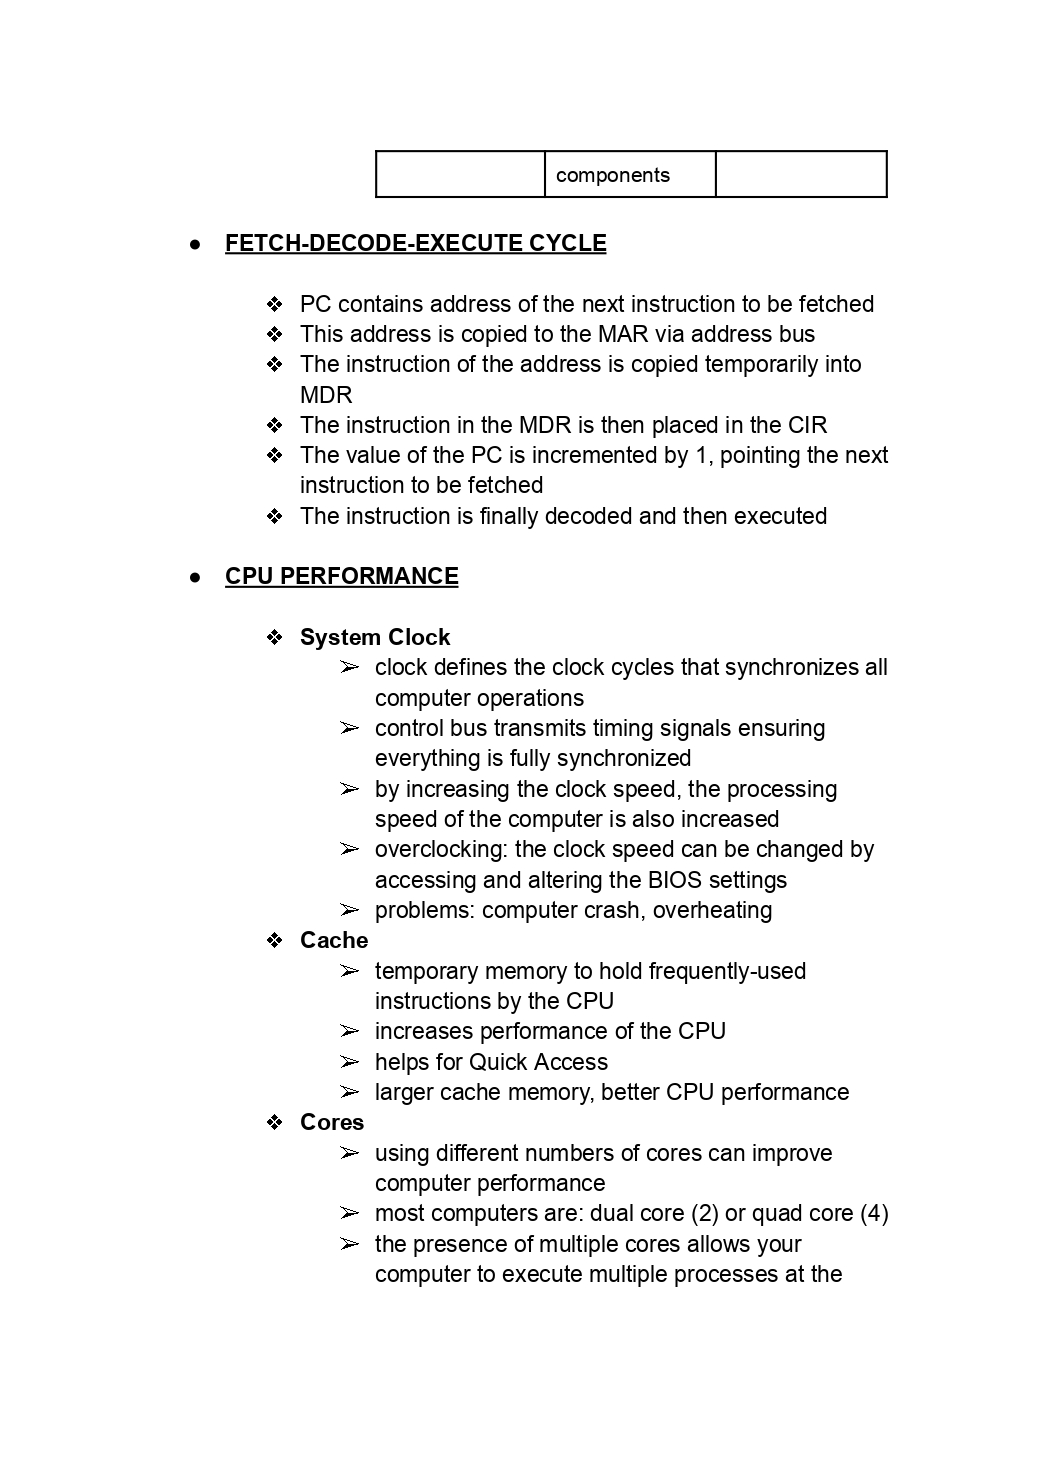 components
● FETCH-DECODE-EXECUTE CYCLE
❖ PC contains address of the next instruction to be fetched
❖ This address is copied to the MAR via address bus
❖ The instruction of the address is copied temporarily into
MDR
❖ The instruction in the MDR is then placed in the CIR
❖ The value of the PC is incremented by 1, pointing the next
instruction to be fetched
❖ The instruction is finally decoded and then executed
● CPU PERFORMANCE
❖ System Clock
➢ clock defines the clock cycles that synchronizes all
computer operations
➢ control bus transmits timing signals ensuring
everything is fully synchronized
➢ by increasing the clock speed, the processing
speed of the computer is also increased
➢ overclocking: the clock speed can be changed by
accessing and altering the BIOS settings
➢ problems: computer crash, overheating
❖ Cache
➢ temporary memory to hold frequently-used
instructions by the CPU
➢ increases performance of the CPU
➢ helps for Quick Access
➢ larger cache memory, better CPU performance
❖ Cores
➢ using different numbers of cores can improve
computer performance
➢ most computers are: dual core (2) or quad core (4)
➢ the presence of multiple cores allows your
computer to execute multiple processes at the